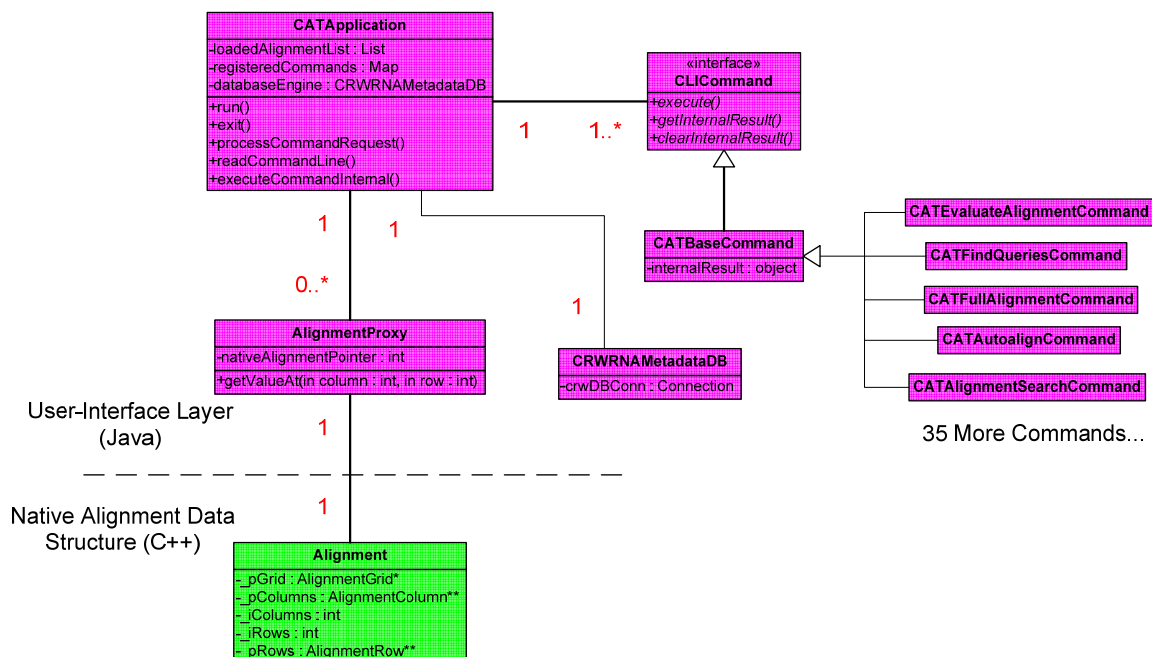 CATApplication
-loadedAlignmentList : List
-registeredCommands : Map
-databaseEngine : CRWRNAMetadataDB
+run()
+exit()
+processCommandRequest()
+readCommandLine()
+executeCommandInternal()
«interface»
CLICommand
+execute()
+getInternalResult()
+clearInternalResult()
1
1..*
1
1
0..*
1
CATBaseCommand
-internalResult : object
CATEvaluateAlignmentCommand
CATFindQueriesCommand
CATFullAlignmentCommand
CATAutoalignCommand
CATAlignmentSearchCommand
35 More Commands...
AlignmentProxy
-nativeAlignmentPointer : int
+getValueAt(in column : int, in row : int)
CRWRNAMetadataDB
-crwDBConn : Connection
User-Interface Layer
(Java)
1
1
Native Alignment Data
Structure (C++)
Alignment
-_pGrid : AlignmentGrid*
-_pColumns : AlignmentColumn**
-_iColumns : int
-_iRows : int
-_pRows : AlignmentRow**